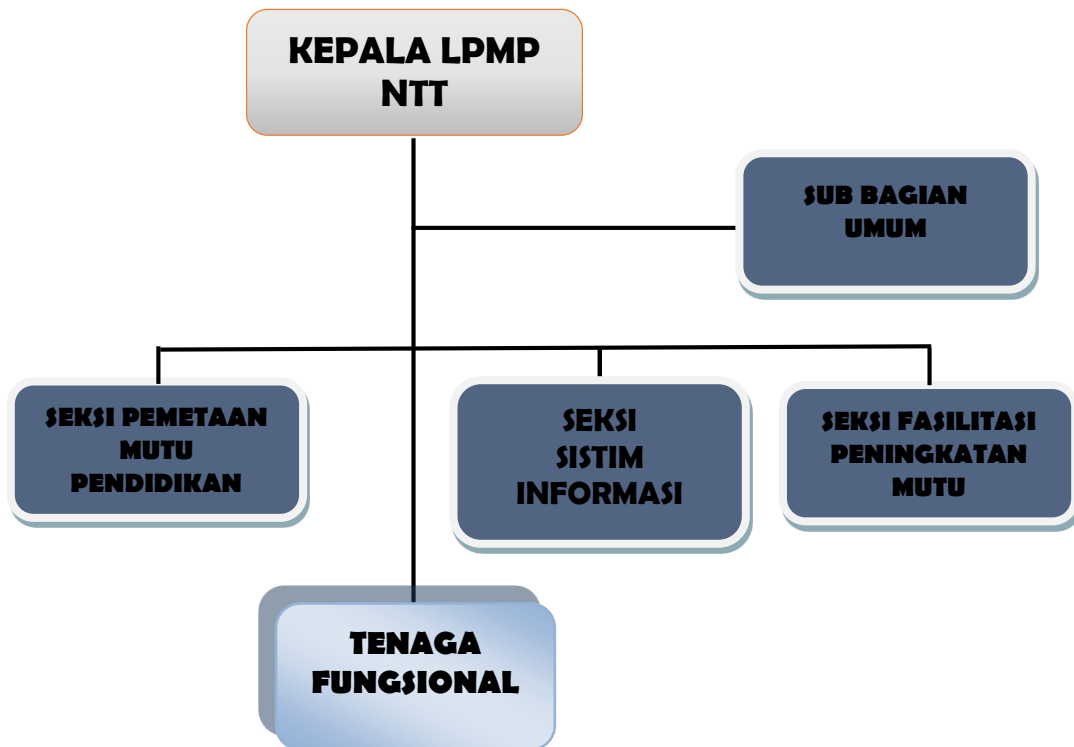 KEPALA LPMP
NTT
SUB BAGIAN
UMUM
SEKSI PEMETAAN
MUTU
PENDIDIKAN
SEKSI
SISTIM
INFORMASI
SEKSI FASILITASI
PENINGKATAN
MUTU
TENAGA
FUNGSIONAL